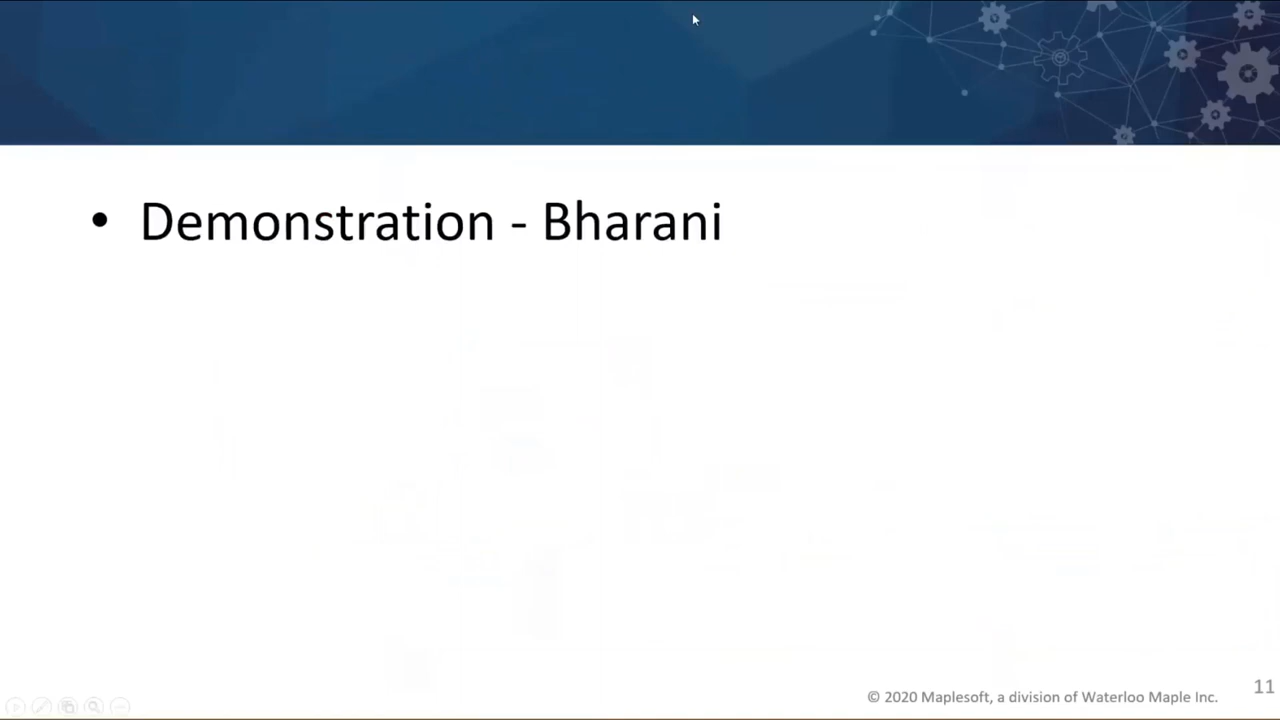 • Demonstration - Bharani
© 2020 Maplesoft, a division of Waterloo Maple Inc.
11